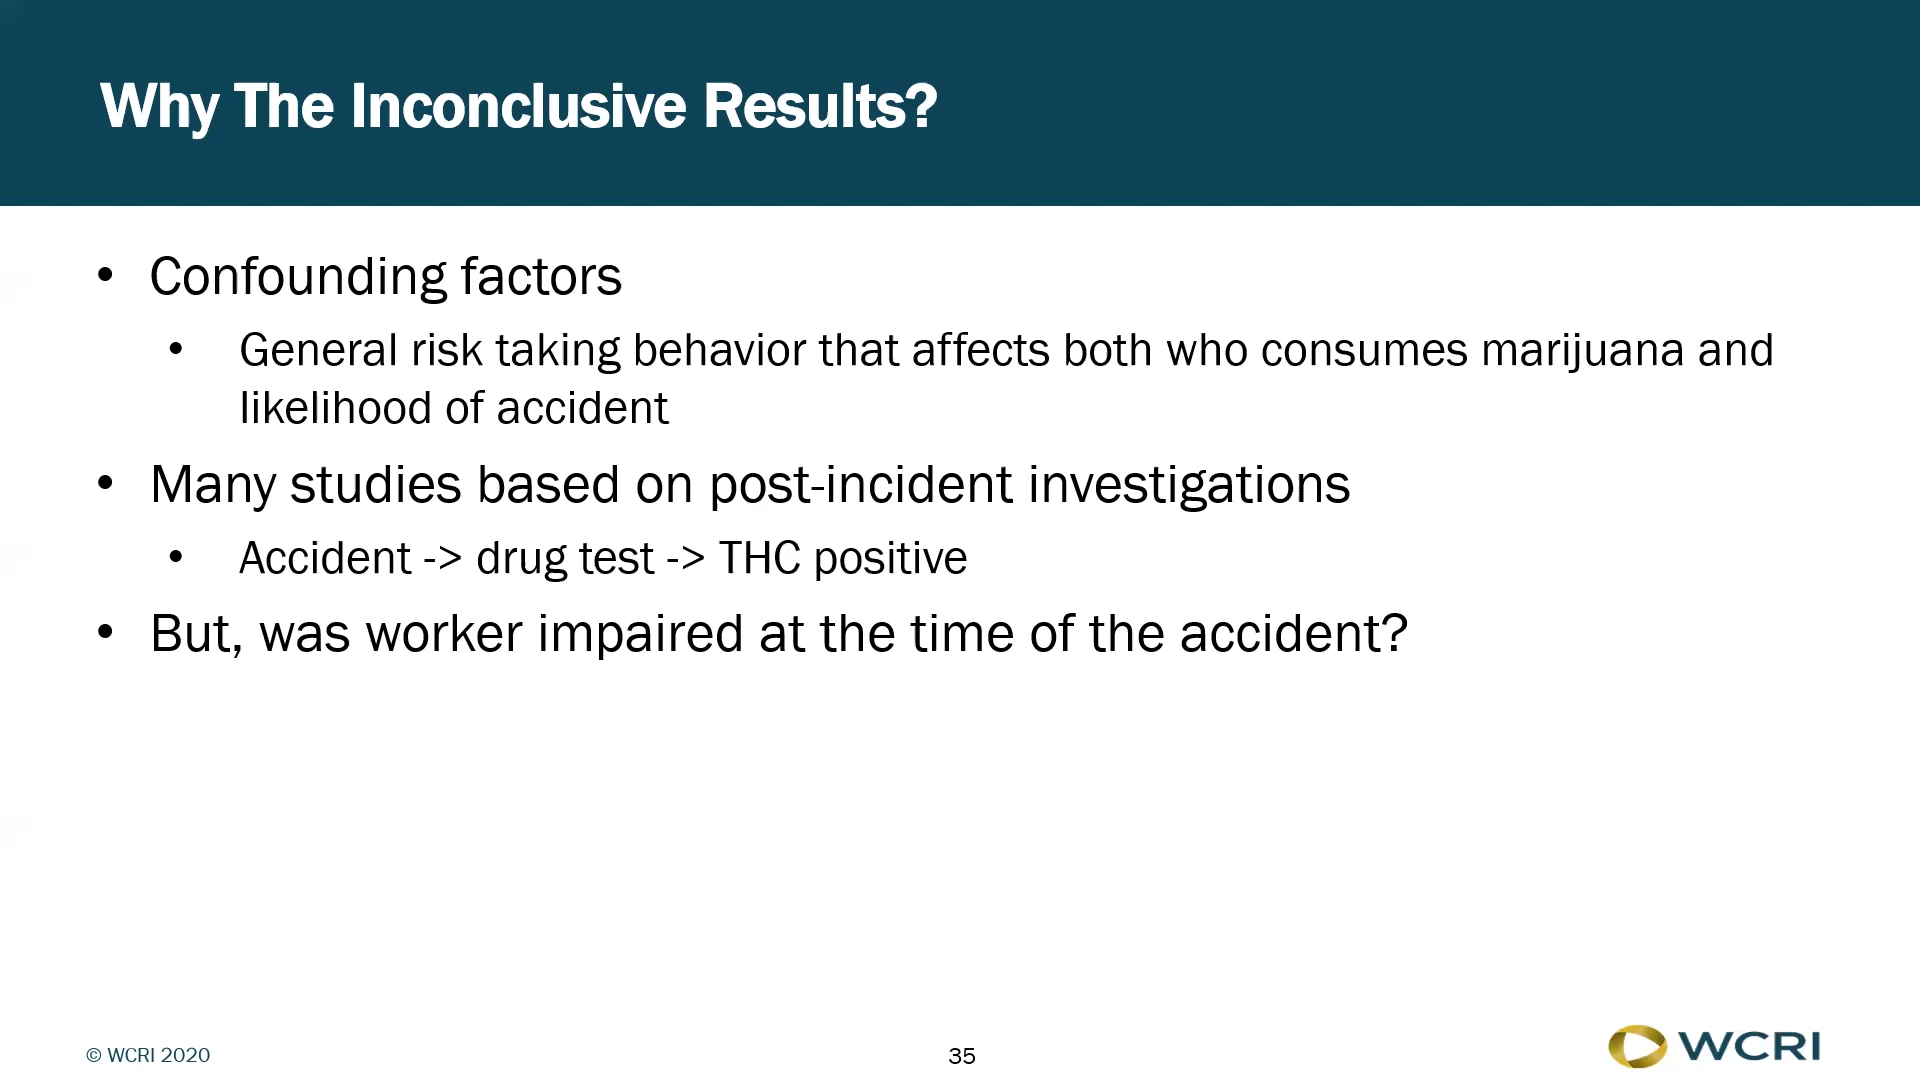 Why The Inconclusive Results?
• Confounding factors
• General risk taking behavior that affects both who consumes marijuana and
likelihood of accident
• Many studies based on post-incident investigations
• Accident -> drug test -> THC positive
• But, was worker impaired at the time of the accident?
© WCRI 2020
35
WCRI